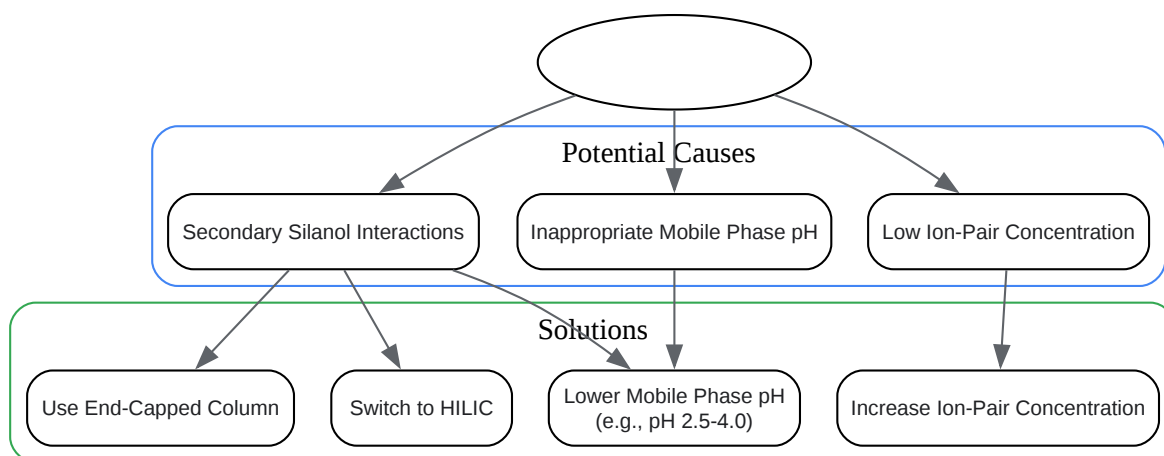 Potential Causes
Secondary Silanol Interactions
Inappropriate Mobile Phase pH
Low Ion-Pair Concentration
Solutions
Use End-Capped Column
Switch to HILIC
Lower Mobile Phase pH
(e.g., pH 2.5-4.0)
Increase Ion-Pair Concentration